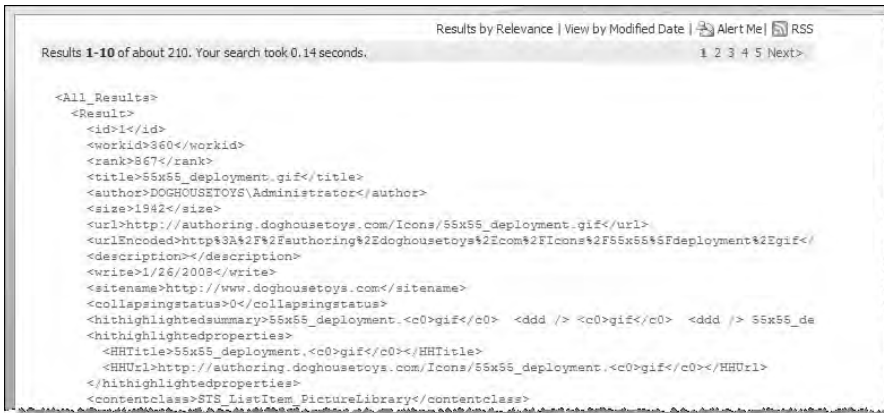 Results by Relevance | View by Modified Date | Alert Me | RSS
Results 1-10 of about 210. Your search took 0.14 seconds. 1 2 3 4 5 Next>
<All_Results>
<Result>
<id>1</id>
<workid>360</workid>
<rank>867</rank>
<title>55x55_deployment.gif</title>
<author>DOGHOUSETOYS\Administrator</author>
<size>1942</size>
<url>http://authoring.doghousetoys.com/Icons/55x55_deployment.gif</url>
<urlEncoded>http%3A%2F%2Fauthoring%2Edoghousetoys%2Ecom%2FIcons%2F55x55%5Fdeployment%2Egif</
<description></description>
<write>1/26/2008</write>
<sitename>http://www.doghousetoys.com</sitename>
<collapsingstatus>0</collapsingstatus>
<hithighlightedsummary>55x55_deployment.<c0>gif</c0> <ddd /> <c0>gif</c0> <ddd /> 55x55_de
<hithighlightedproperties>
<HHTitle>55x55_deployment.<c0>gif</c0></HHTitle>
<HHUrl>http://authoring.doghousetoys.com/Icons/55x55_deployment.<c0>gif</c0></HHUrl>
</hithighlightedproperties>
<contentclass>STS_ListItem_PictureLibrary</contentclass>